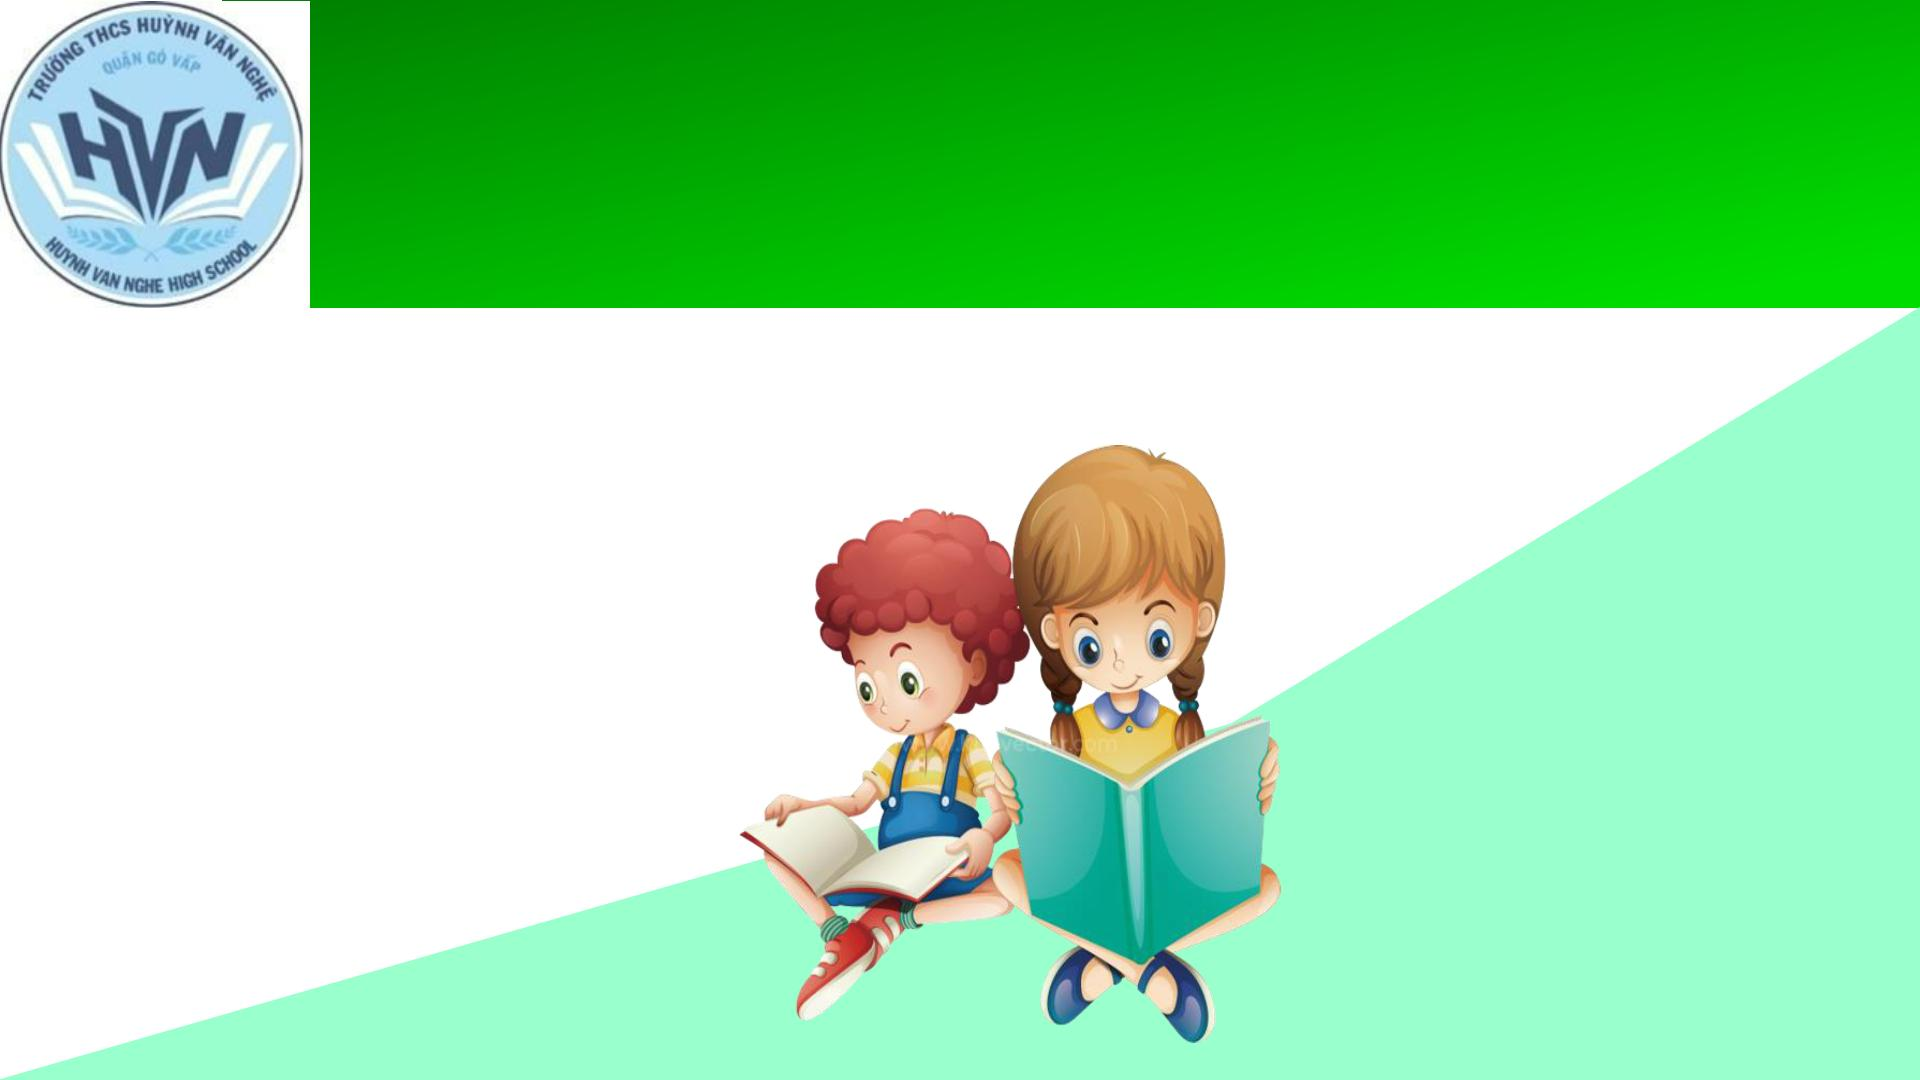 TRƯỜNG THCS HUỲNH VĂN NGHỆ
QUẬN GÒ VẤP
HVN
HUYNH VAN NGHE HIGH SCHOOL